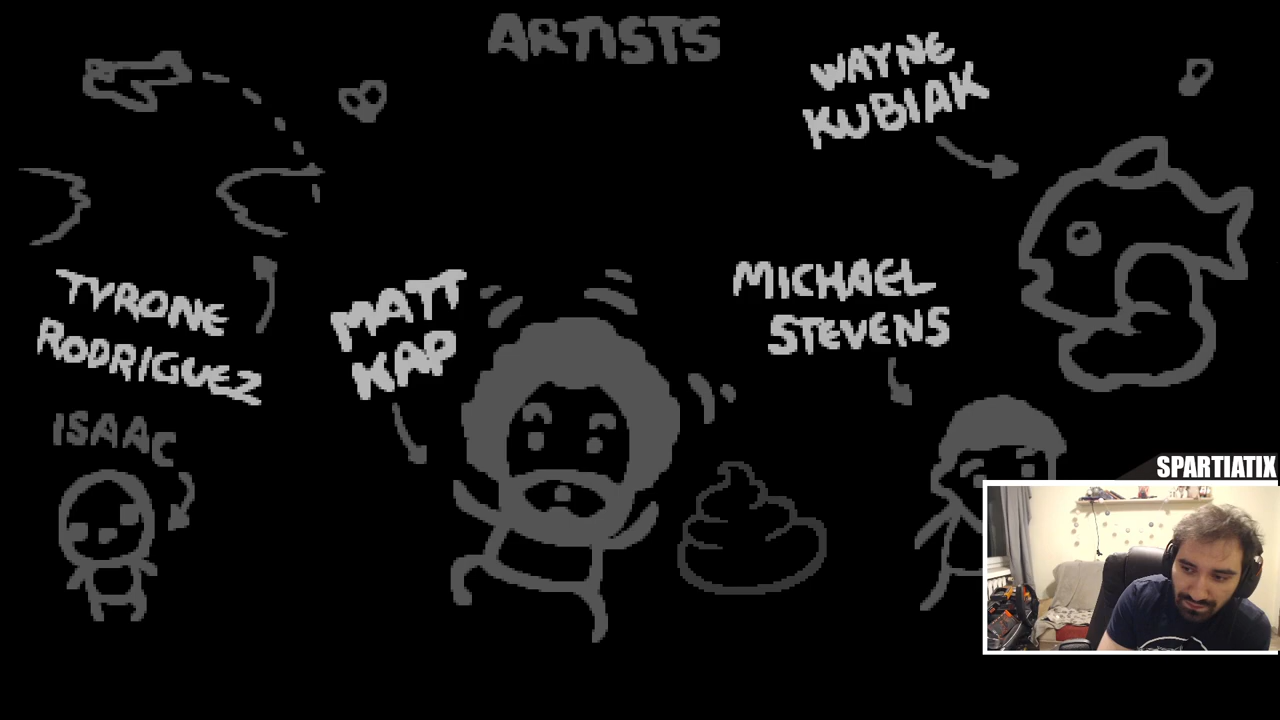 ARTISTS
WAYNE
KUBIAK
TYRONE
RODRIGUEZ
MATT
KAP
MICHAEL
STEVENS
ISAAC
SPARTIATIX